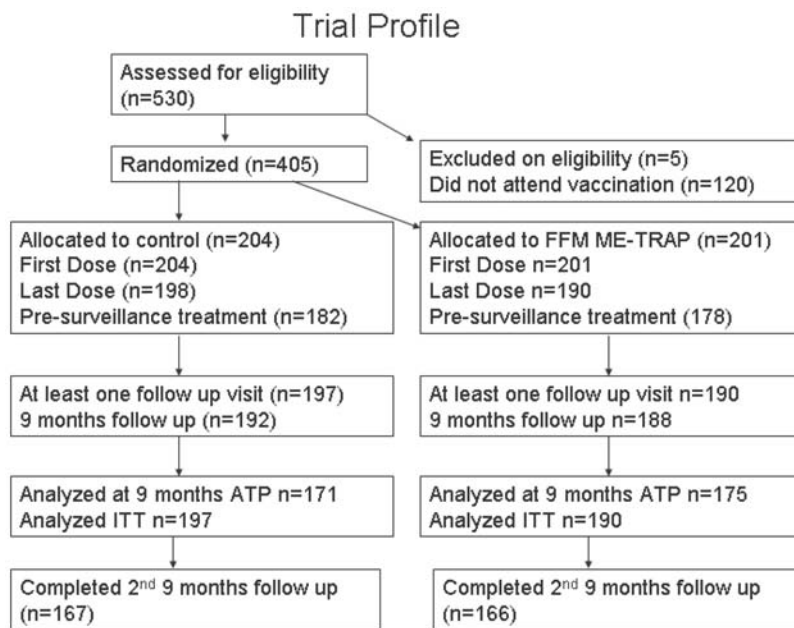 Trial Profile
Assessed for eligibility
(n=530)
Randomized (n=405)
Excluded on eligibility (n=5)
Did not attend vaccination (n=120)
Allocated to control (n=204)
First Dose (n=204)
Last Dose (n=198)
Pre-surveillance treatment (n=182)
Allocated to FFM ME-TRAP (n=201)
First Dose n=201
Last Dose n=190
Pre-surveillance treatment (178)
At least one follow up visit (n=197)
9 months follow up (n=192)
At least one follow up visit n=190
9 months follow up n=188
Analyzed at 9 months ATP n=171
Analyzed ITT n=197
Analyzed at 9 months ATP n=175
Analyzed ITT n=190
Completed 2nd 9 months follow up
(n=167)
Completed 2nd 9 months follow up
(n=166)